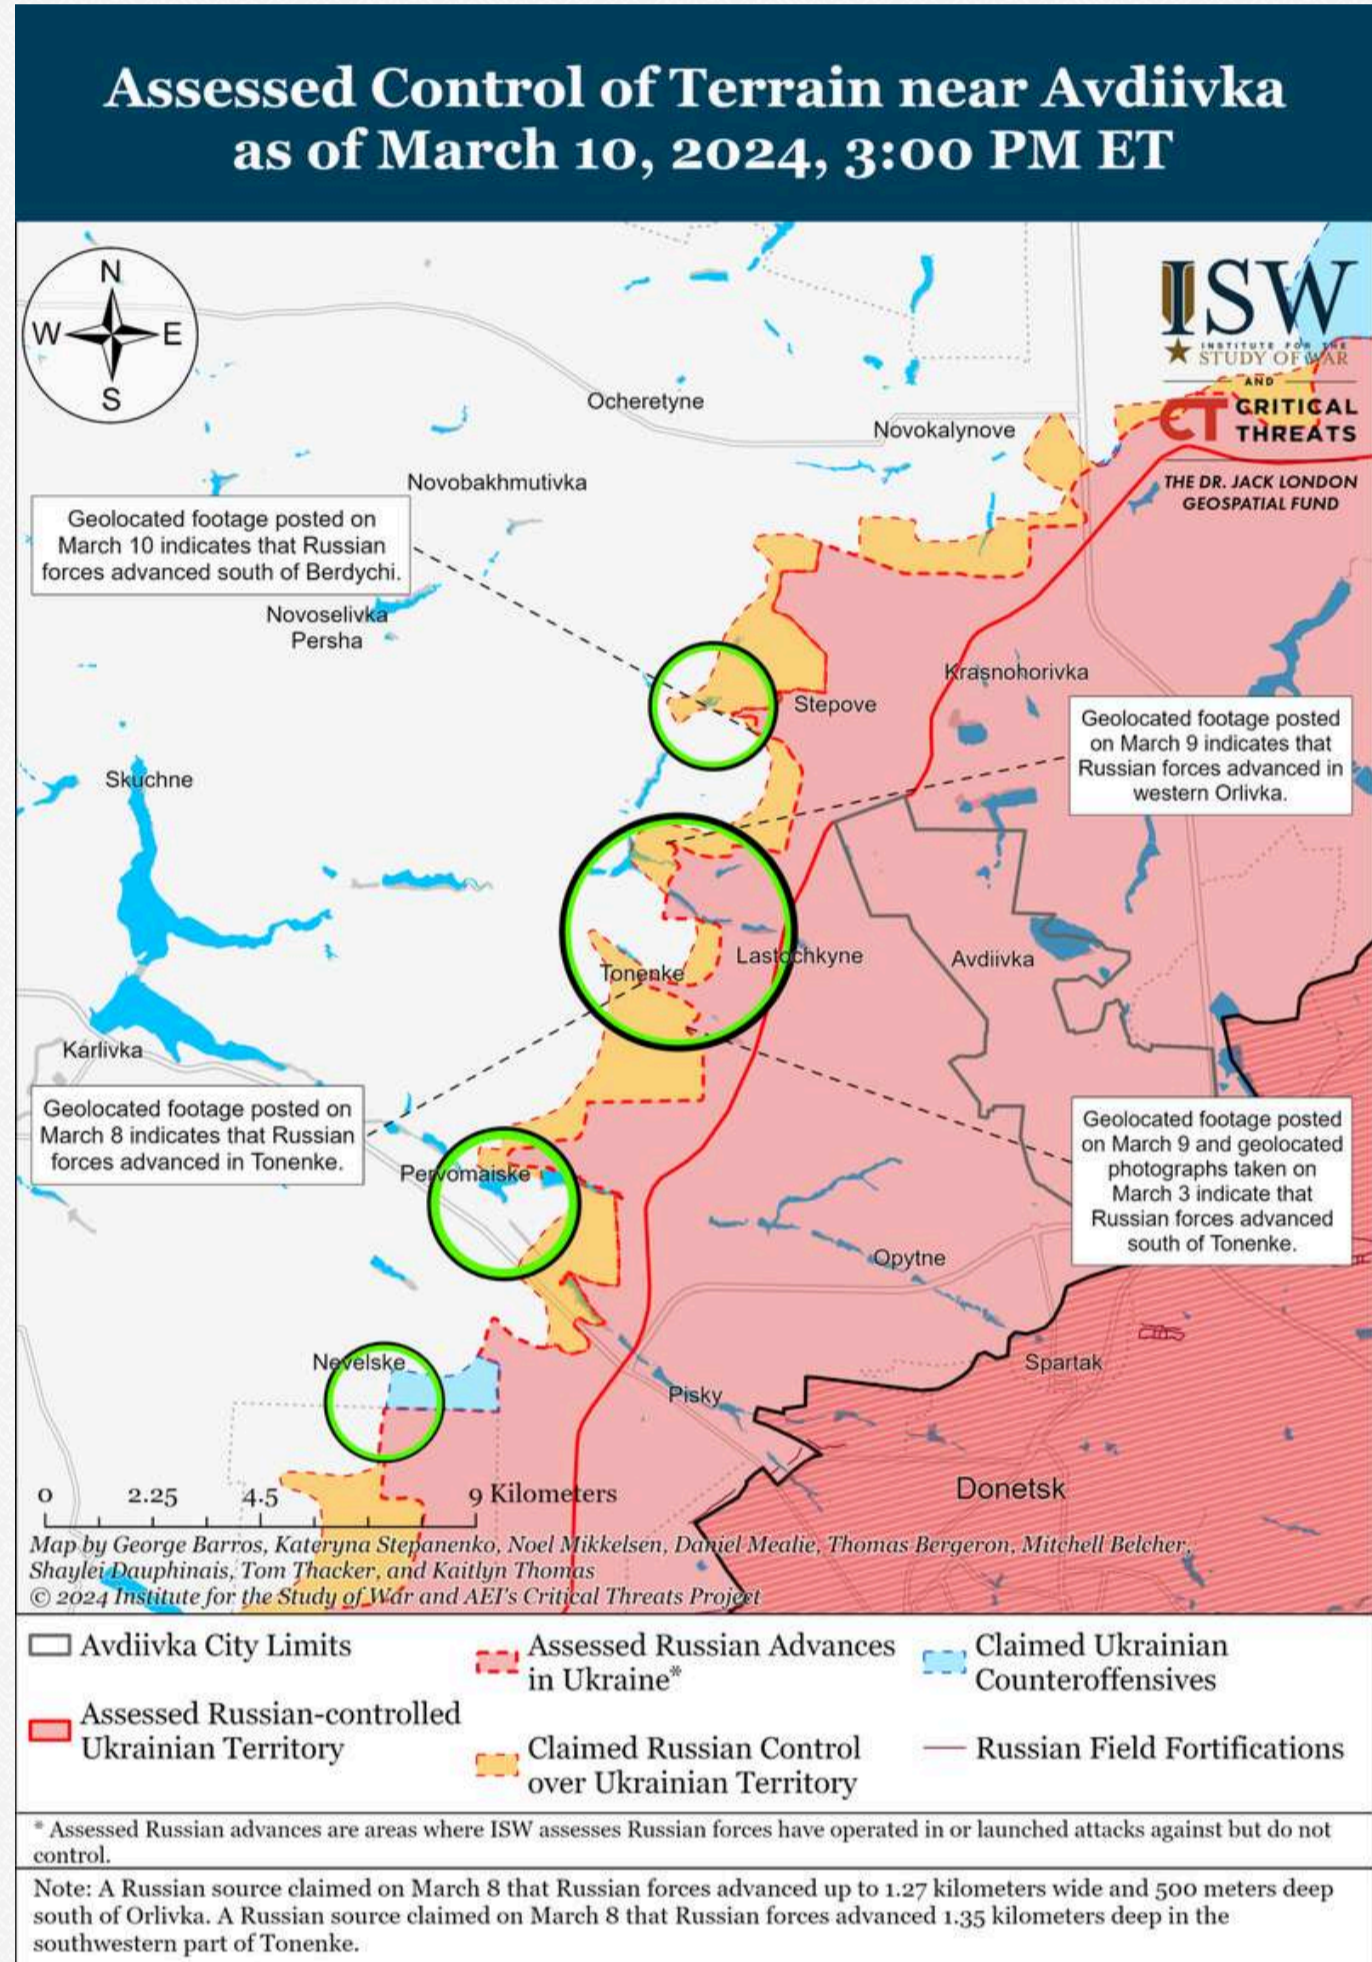 Assessed Control of Terrain near Avdiivka
as of March 10, 2024, 3:00 PM ET
N
W
E
S
ISW
INSTITUTE FOR THE
STUDY OF WAR
AND
CT CRITICAL
THREATS
THE DR. JACK LONDON
GEOSPATIAL FUND
Ocheretyne
Novokalynove
Novobakhmutivka
Geolocated footage posted on
March 10 indicates that Russian
forces advanced south of Berdychi.
Novoselivka
Persha
Krasnohorivka
Stepove
Geolocated footage posted
on March 9 indicates that
Russian forces advanced in
western Orlivka.
Skuchne
Lastochkyne
Avdiivka
Tonenke
Karlivka
Geolocated footage posted on
March 8 indicates that Russian
forces advanced in Tonenke.
Geolocated footage posted
on March 9 and geolocated
photographs taken on
March 3 indicate that
Russian forces advanced
south of Tonenke.
Pervomaiske
Opytne
Nevelske
Spartak
Pisky
Donetsk
0 2.25 4.5 9 Kilometers
Map by George Barros, Kateryna Stepanenko, Noel Mikkelsen, Daniel Mealie, Thomas Bergeron, Mitchell Belcher,
Shaylei Dauphinais, Tom Thacker, and Kaitlyn Thomas
© 2024 Institute for the Study of War and AEI's Critical Threats Project
Avdiivka City Limits
Assessed Russian-controlled
Ukrainian Territory
Assessed Russian Advances
in Ukraine*
Claimed Russian Control
over Ukrainian Territory
Claimed Ukrainian
Counteroffensives
Russian Field Fortifications
* Assessed Russian advances are areas where ISW assesses Russian forces have operated in or launched attacks against but do not
control.
Note: A Russian source claimed on March 8 that Russian forces advanced up to 1.27 kilometers wide and 500 meters deep
south of Orlivka. A Russian source claimed on March 8 that Russian forces advanced 1.35 kilometers deep in the
southwestern part of Tonenke.